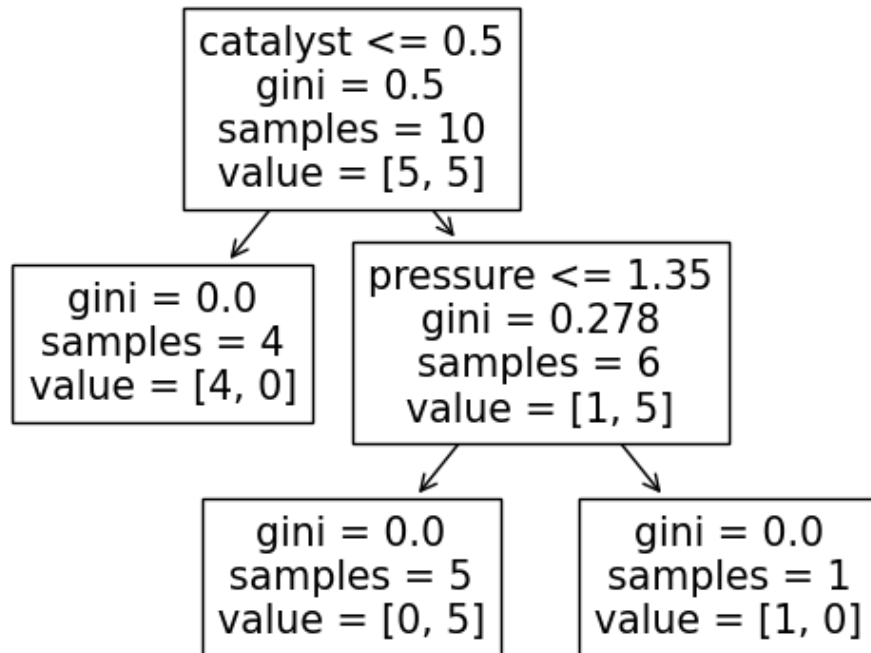 catalyst <= 0.5
gini = 0.5
samples = 10
value = [5, 5]
gini = 0.0
samples = 4
value = [4, 0]
pressure <= 1.35
gini = 0.278
samples = 6
value = [1, 5]
gini = 0.0
samples = 5
value = [0, 5]
gini = 0.0
samples = 1
value = [1, 0]